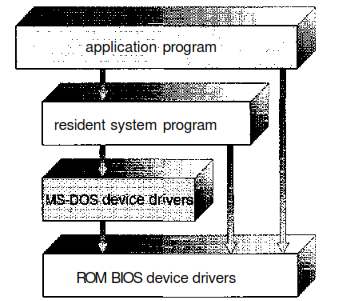 application program
resident system program
MS-DOS device drivers
ROM BIOS device drivers